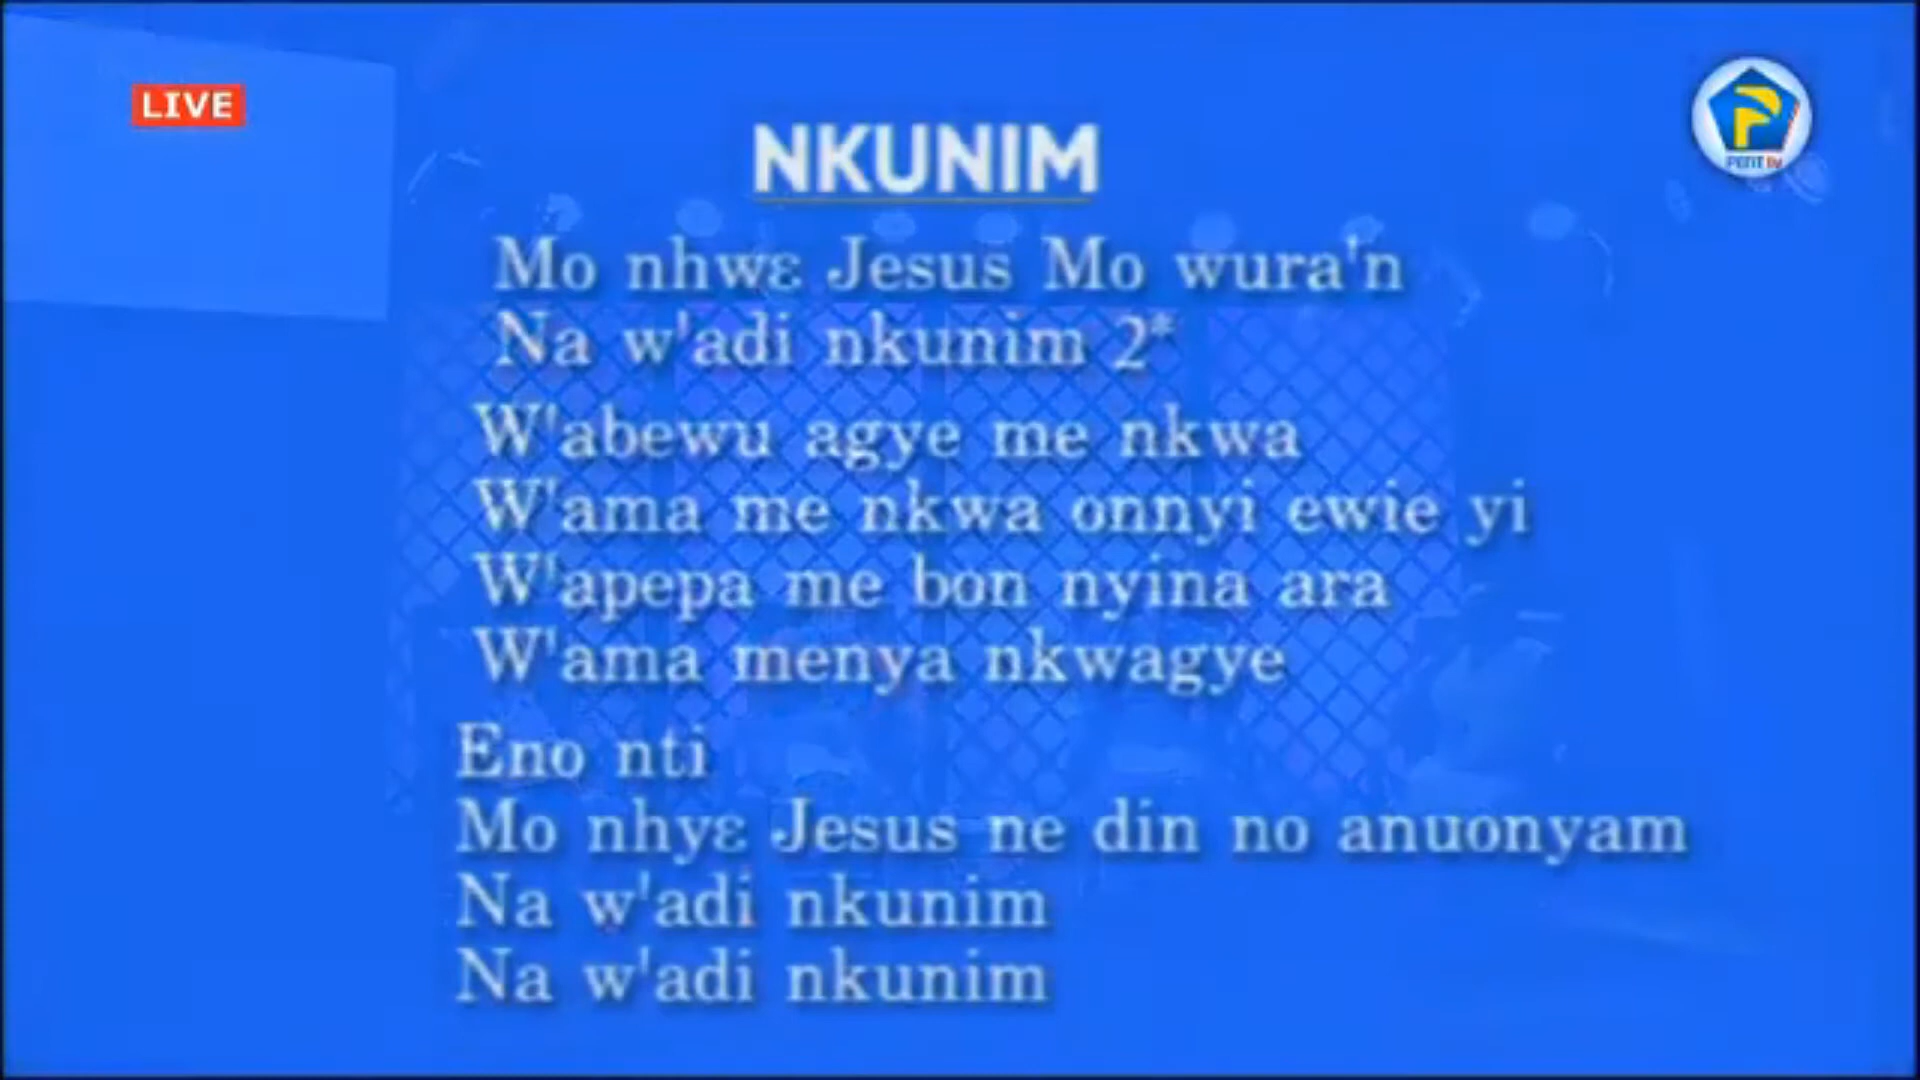 LIVE
PENT tv
NKUNIM
Mo nhwɛ Jesus Mo wura'n
Na w'adi nkunim 2*
W'abewu agye me nkwa
W'ama me nkwa onnyi ewie yi
W'apepa me bon nyina ara
W'ama menya nkwagye
Eno nti
Mo nhyɛ Jesus ne din no anuonyam
Na w'adi nkunim
Na w'adi nkunim